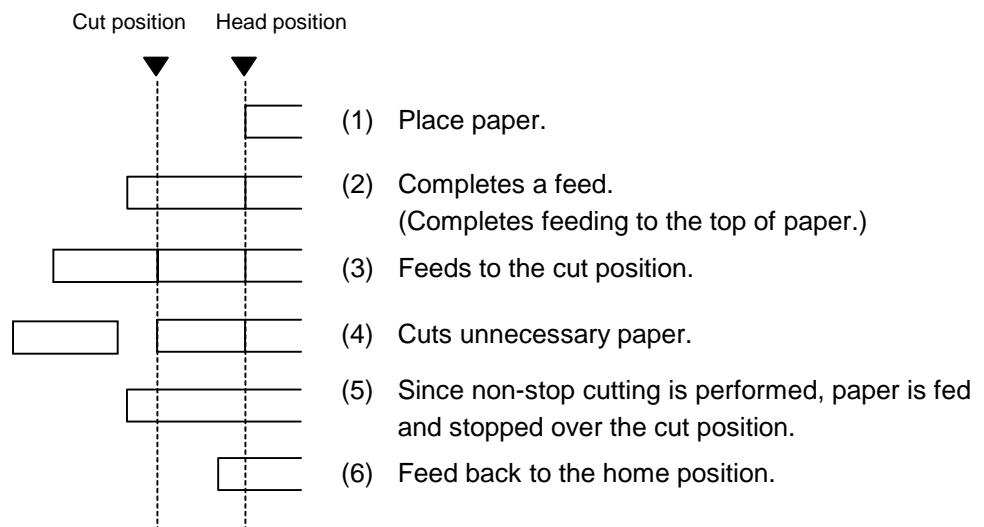 Cut position Head position
(1) Place paper.
(2) Completes a feed.
(Completes feeding to the top of paper.)
(3) Feeds to the cut position.
(4) Cuts unnecessary paper.
(5) Since non-stop cutting is performed, paper is fed
and stopped over the cut position.
(6) Feed back to the home position.